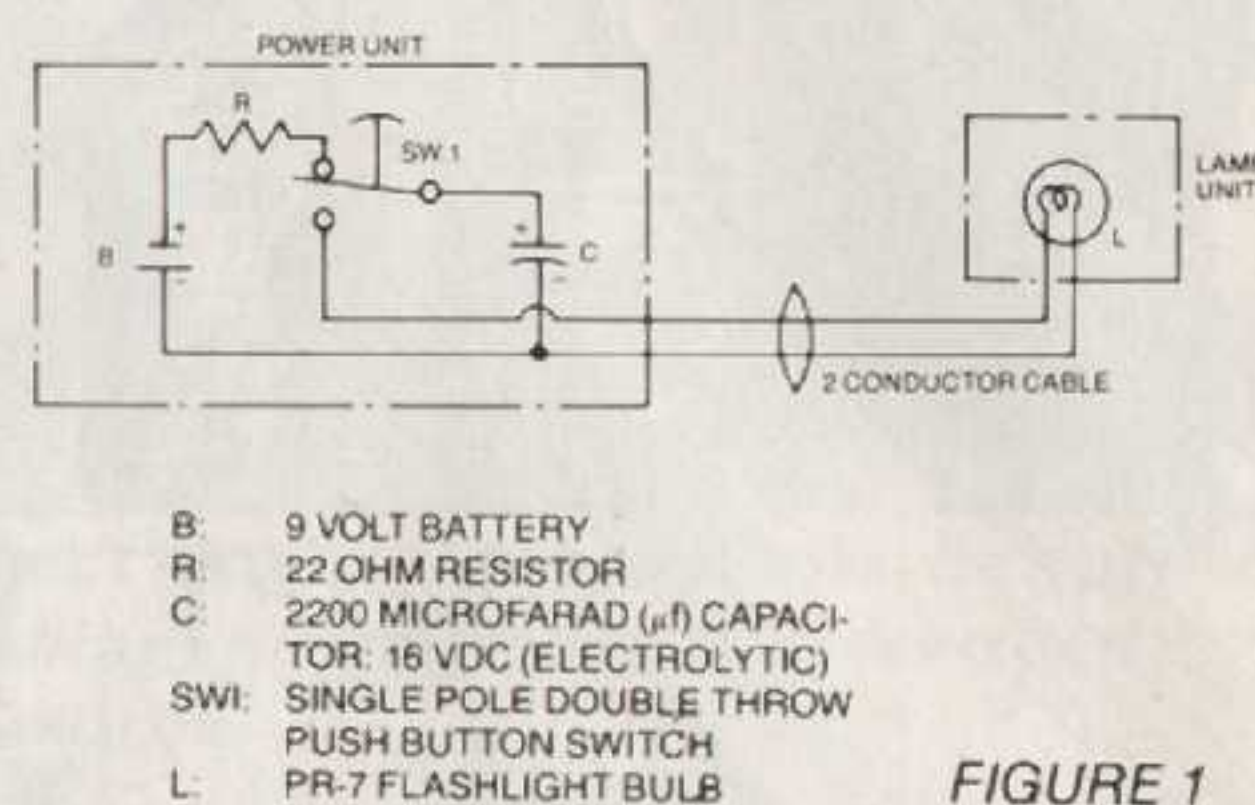 POWER UNIT
R
SW 1
B
+
-
+
-
C
L
LAMP
UNIT
2 CONDUCTOR CABLE
B: 9 VOLT BATTERY
R: 22 OHM RESISTOR
C: 2200 MICROFARAD (µf) CAPACI-
TOR: 16 VDC (ELECTROLYTIC)
SWI: SINGLE POLE DOUBLE THROW
PUSH BUTTON SWITCH
L: PR-7 FLASHLIGHT BULB
FIGURE 1